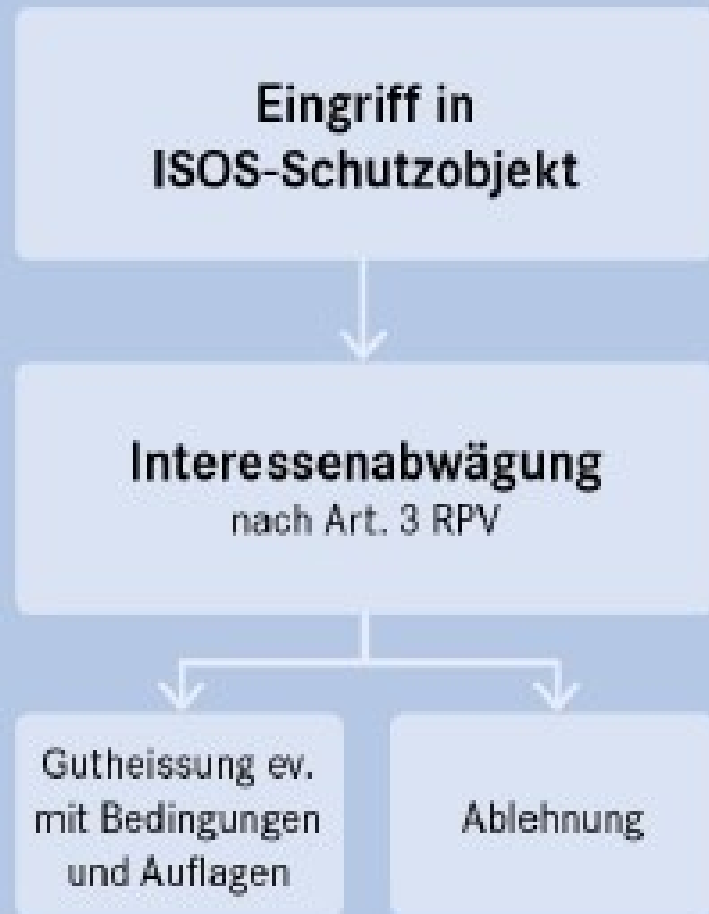 Eingriff in
ISOS-Schutzobjekt
Interessenabwägung
nach Art. 3 RPV
Gutheissung ev.
mit Bedingungen
und Auflagen
Ablehnung